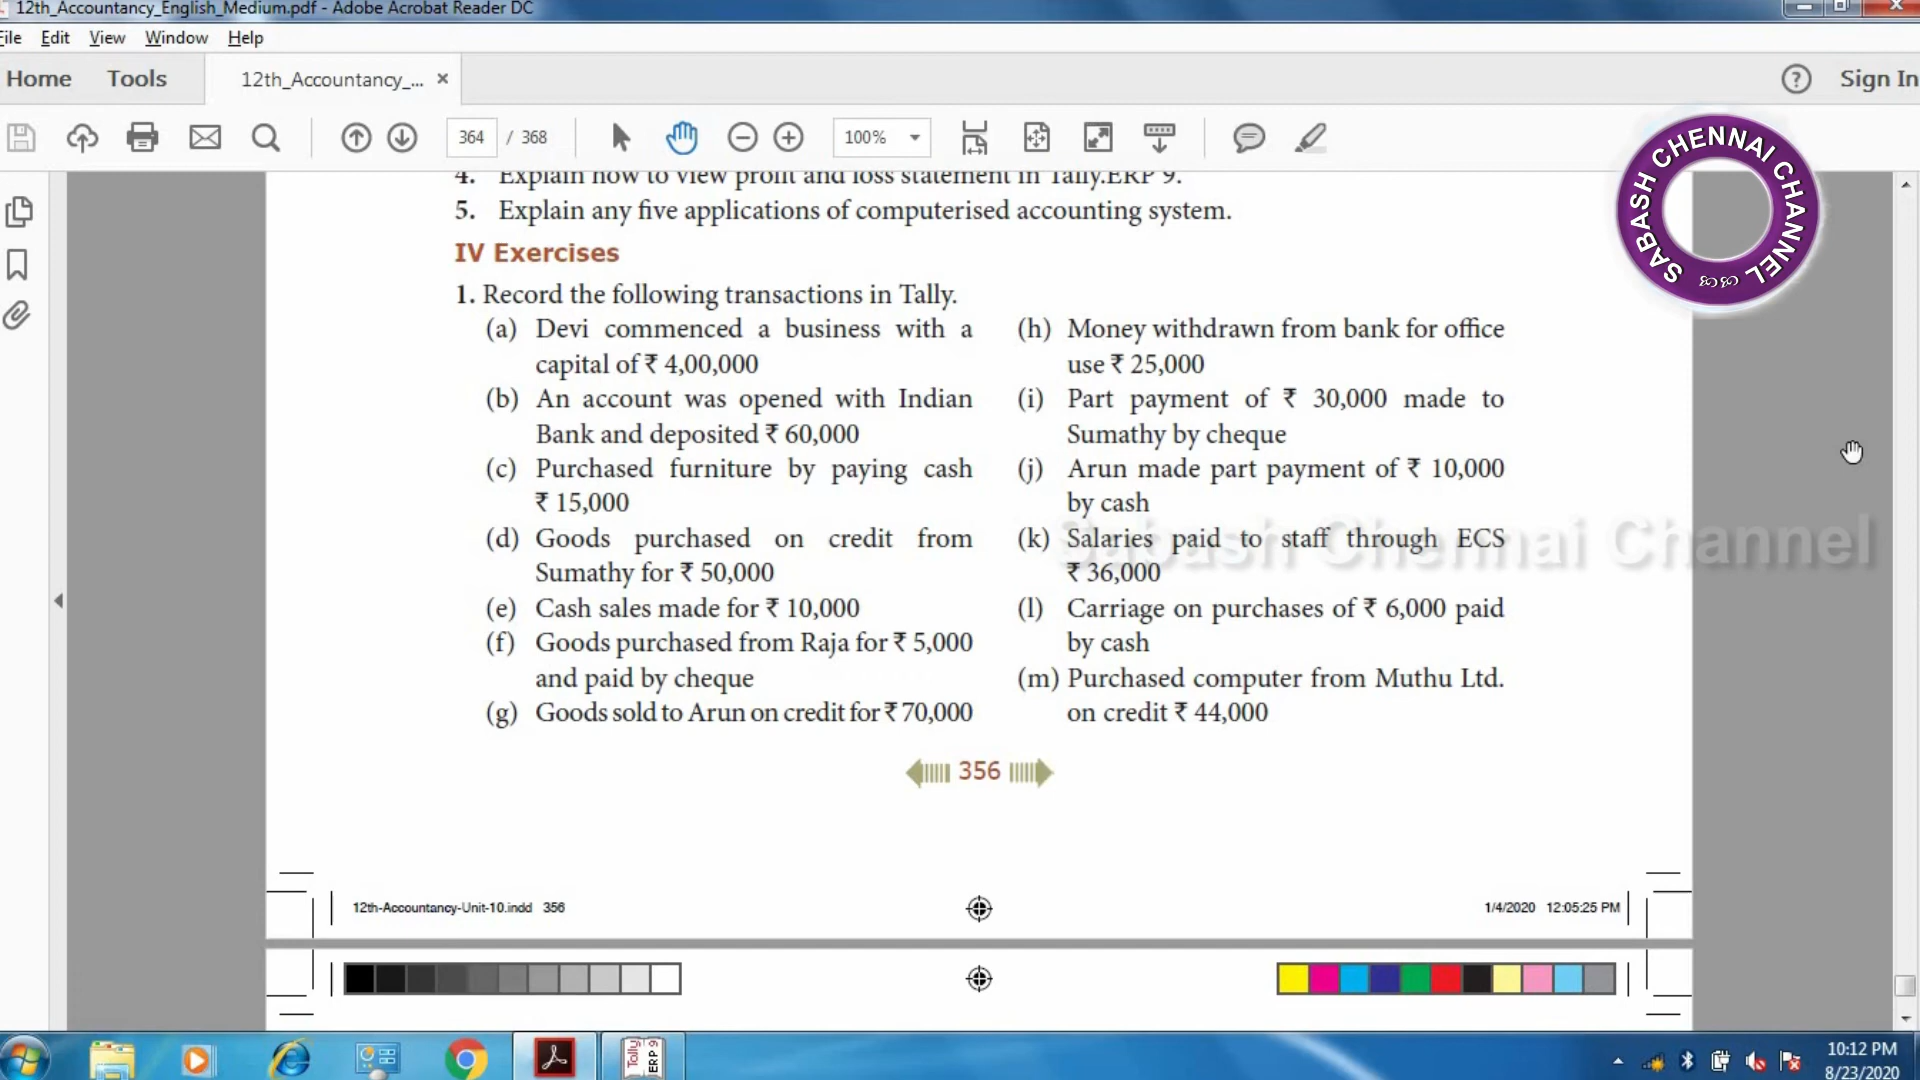 12th_Accountancy_English_Medium.pdf - Adobe Acrobat Reader DC
File Edit View Window Help
Home Tools 12th_Accountancy_... × ? Sign In
364 / 368 100%
SABASH CHENNAI CHANNEL
4. Explain how to view profit and loss statement in Tally.ERP 9.
5. Explain any five applications of computerised accounting system.
IV Exercises
1. Record the following transactions in Tally.
(a) Devi commenced a business with a
capital of ₹ 4,00,000
(b) An account was opened with Indian
Bank and deposited ₹ 60,000
(c) Purchased furniture by paying cash
₹ 15,000
(d) Goods purchased on credit from
Sumathy for ₹ 50,000
(e) Cash sales made for ₹ 10,000
(f) Goods purchased from Raja for ₹ 5,000
and paid by cheque
(g) Goods sold to Arun on credit for ₹ 70,000
(h) Money withdrawn from bank for office
use ₹ 25,000
(i) Part payment of ₹ 30,000 made to
Sumathy by cheque
(j) Arun made part payment of ₹ 10,000
by cash
(k) Salaries paid to staff through ECS
₹ 36,000
(l) Carriage on purchases of ₹ 6,000 paid
by cash
(m) Purchased computer from Muthu Ltd.
on credit ₹ 44,000
Sabash Chennai Channel
356
12th-Accountancy-Unit-10.indd 356
1/4/2020 12:05:25 PM
Tally
ERP 9
10:12 PM
8/23/2020